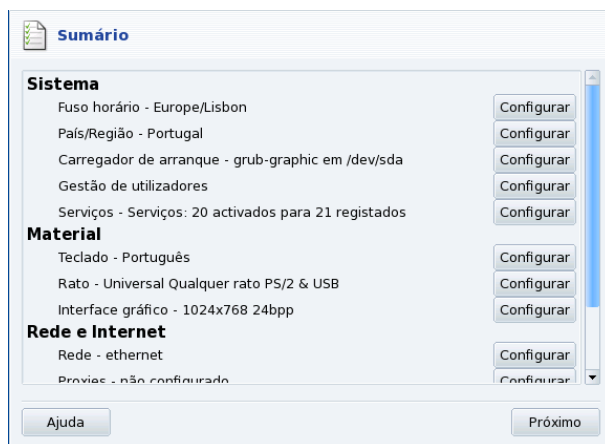 Sumário
Sistema
Fuso horário - Europe/Lisbon Configurar
País/Região - Portugal Configurar
Carregador de arranque - grub-graphic em /dev/sda Configurar
Gestão de utilizadores Configurar
Serviços - Serviços: 20 activados para 21 registados Configurar
Material
Teclado - Português Configurar
Rato - Universal Qualquer rato PS/2 & USB Configurar
Interface gráfico - 1024x768 24bpp Configurar
Rede e Internet
Rede - ethernet Configurar
Proxies - não configurado Configurar
Ajuda Próximo